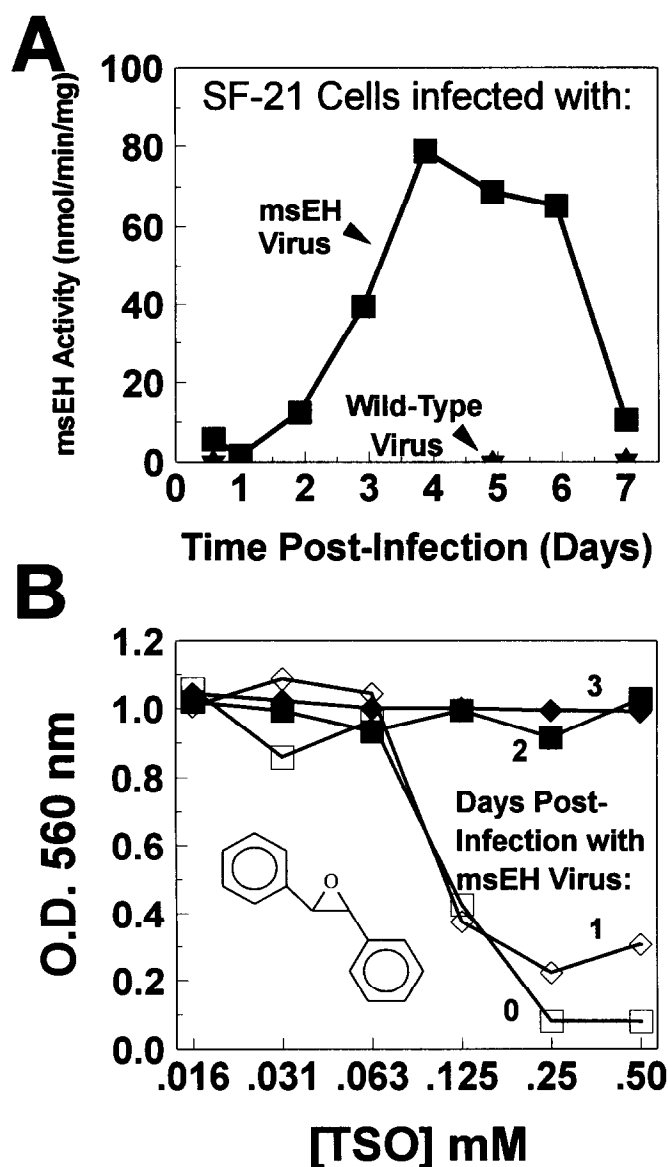 A
msEH Activity (nmol/min/mg)
100
80
60
40
20
0
SF-21 Cells infected with:
msEH
Virus
Wild-Type
Virus
0 1 2 3 4 5 6 7
Time Post-Infection (Days)
B
O.D. 560 nm
1.2
1.0
0.8
0.6
0.4
0.2
0.0
3
2
Days Post-
Infection with
msEH Virus:
1
0
O
.016 .031 .063 .125 .25 .50
[TSO] mM